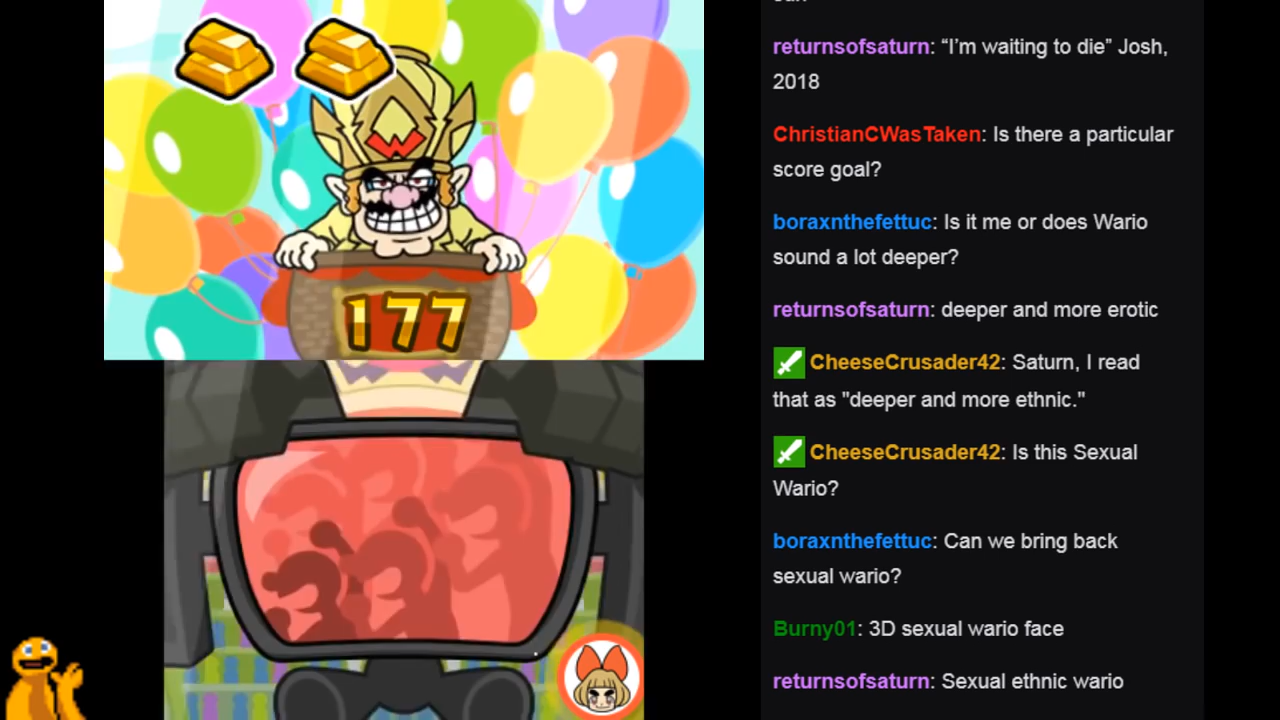 returnsofsaturn: “I’m waiting to die” Josh,
2018
ChristianCWasTaken: Is there a particular
score goal?
boraxnthefettuc: Is it me or does Wario
sound a lot deeper?
returnsofsaturn: deeper and more erotic
CheeseCrusader42: Saturn, I read
that as "deeper and more ethnic."
CheeseCrusader42: Is this Sexual
Wario?
boraxnthefettuc: Can we bring back
sexual wario?
Burny01: 3D sexual wario face
returnsofsaturn: Sexual ethnic wario
W
177